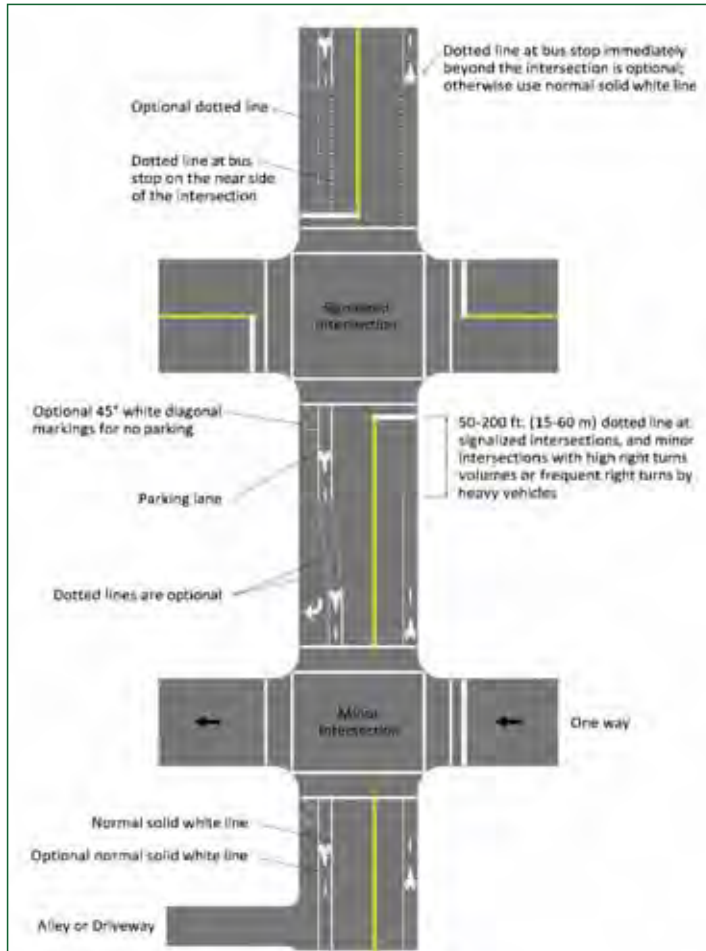 Dotted line at bus stop immediately
beyond the intersection is optional;
otherwise use normal solid white line
Optional dotted line
Dotted line at bus
stop on the near side
of the intersection
Signalized
intersection
Optional 45° white diagonal
markings for no parking
50-200 ft. (15-60 m) dotted line at
signalized intersections, and minor
intersections with high right turns
volumes or frequent right turns by
heavy vehicles
Parking lane
Dotted lines are optional
Minor
intersection
One way
Normal solid white line
Optional normal solid white line
Alley or Driveway